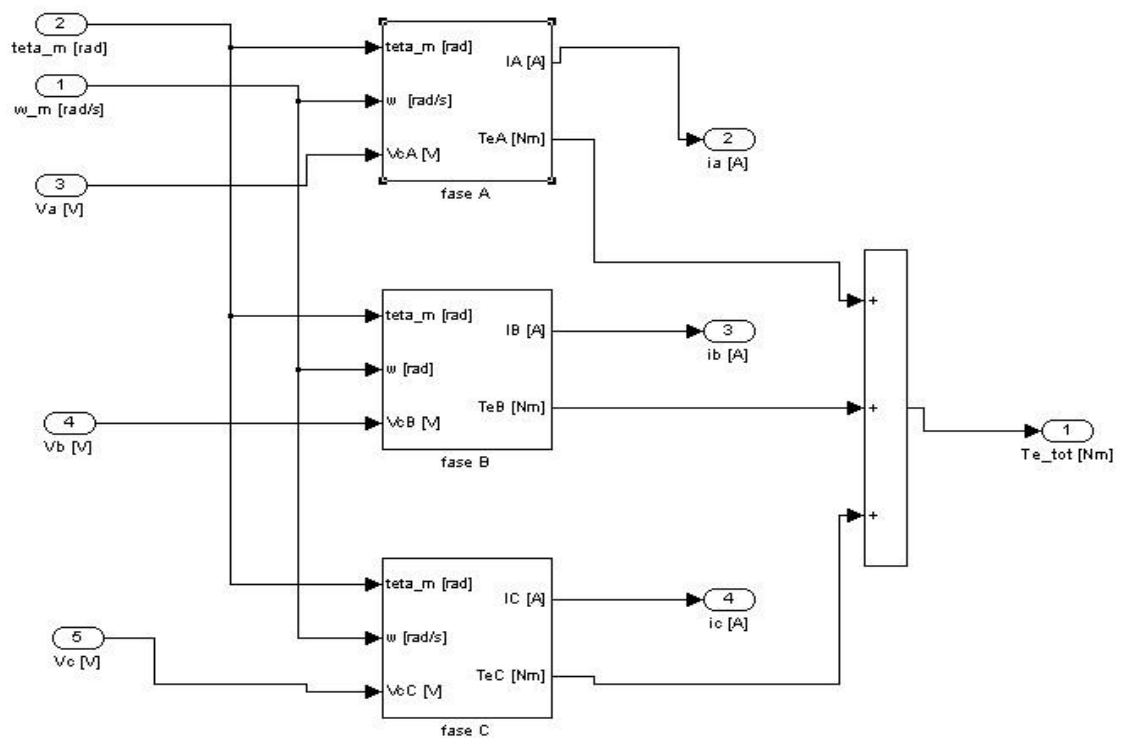 2
teta_m [rad]
1
w_m [rad/s]
3
Va [V]
teta_m [rad]
w [rad/s]
VcA [V]
IA [A]
TeA [Nm]
fase A
2
ia [A]
4
Vb [V]
teta_m [rad]
w [rad]
VcB [V]
IB [A]
TeB [Nm]
fase B
3
ib [A]
+
+
+
1
Te_tot [Nm]
5
Vc [V]
teta_m [rad]
w [rad/s]
VcC [V]
IC [A]
TeC [Nm]
fase C
4
ic [A]